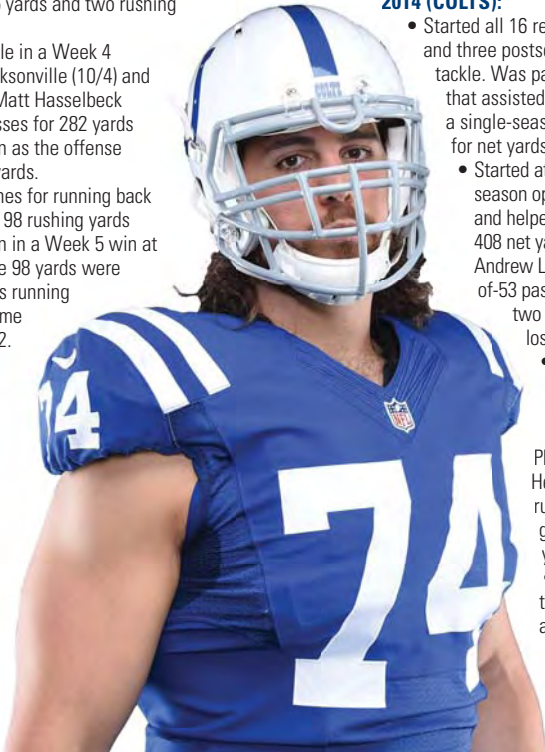 yards and two rushing
le in a Week 4
ksonville (10/4) and
Matt Hasselbeck
sses for 282 yards
n as the offense
yards.
nes for running back
98 rushing yards
n in a Week 5 win at
e 98 yards were
s running
me
2.
2014 (COLTS):
• Started all 16 re
and three postse
tackle. Was pa
that assisted
a single-seas
for net yards
• Started at
season op
and helpe
408 net ya
Andrew L
of-53 pas
two
los
•
Pl
He
ru
g
y
t
a
COLTS
NFL
74
74